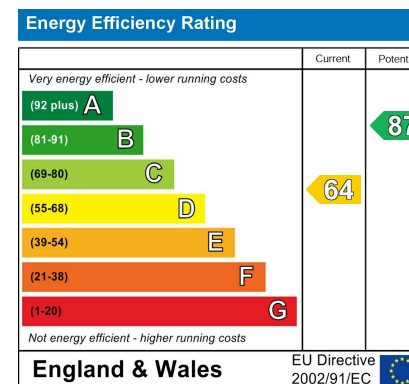 Energy Efficiency Rating
Current
Very energy efficient - lower running costs
(92 plus) A
(81-91) B
87
(69-80) C
64
(55-68) D
(39-54) E
(21-38) F
(1-20) G
Not energy efficient - higher running costs
England & Wales
EU Directive
2002/91/EC